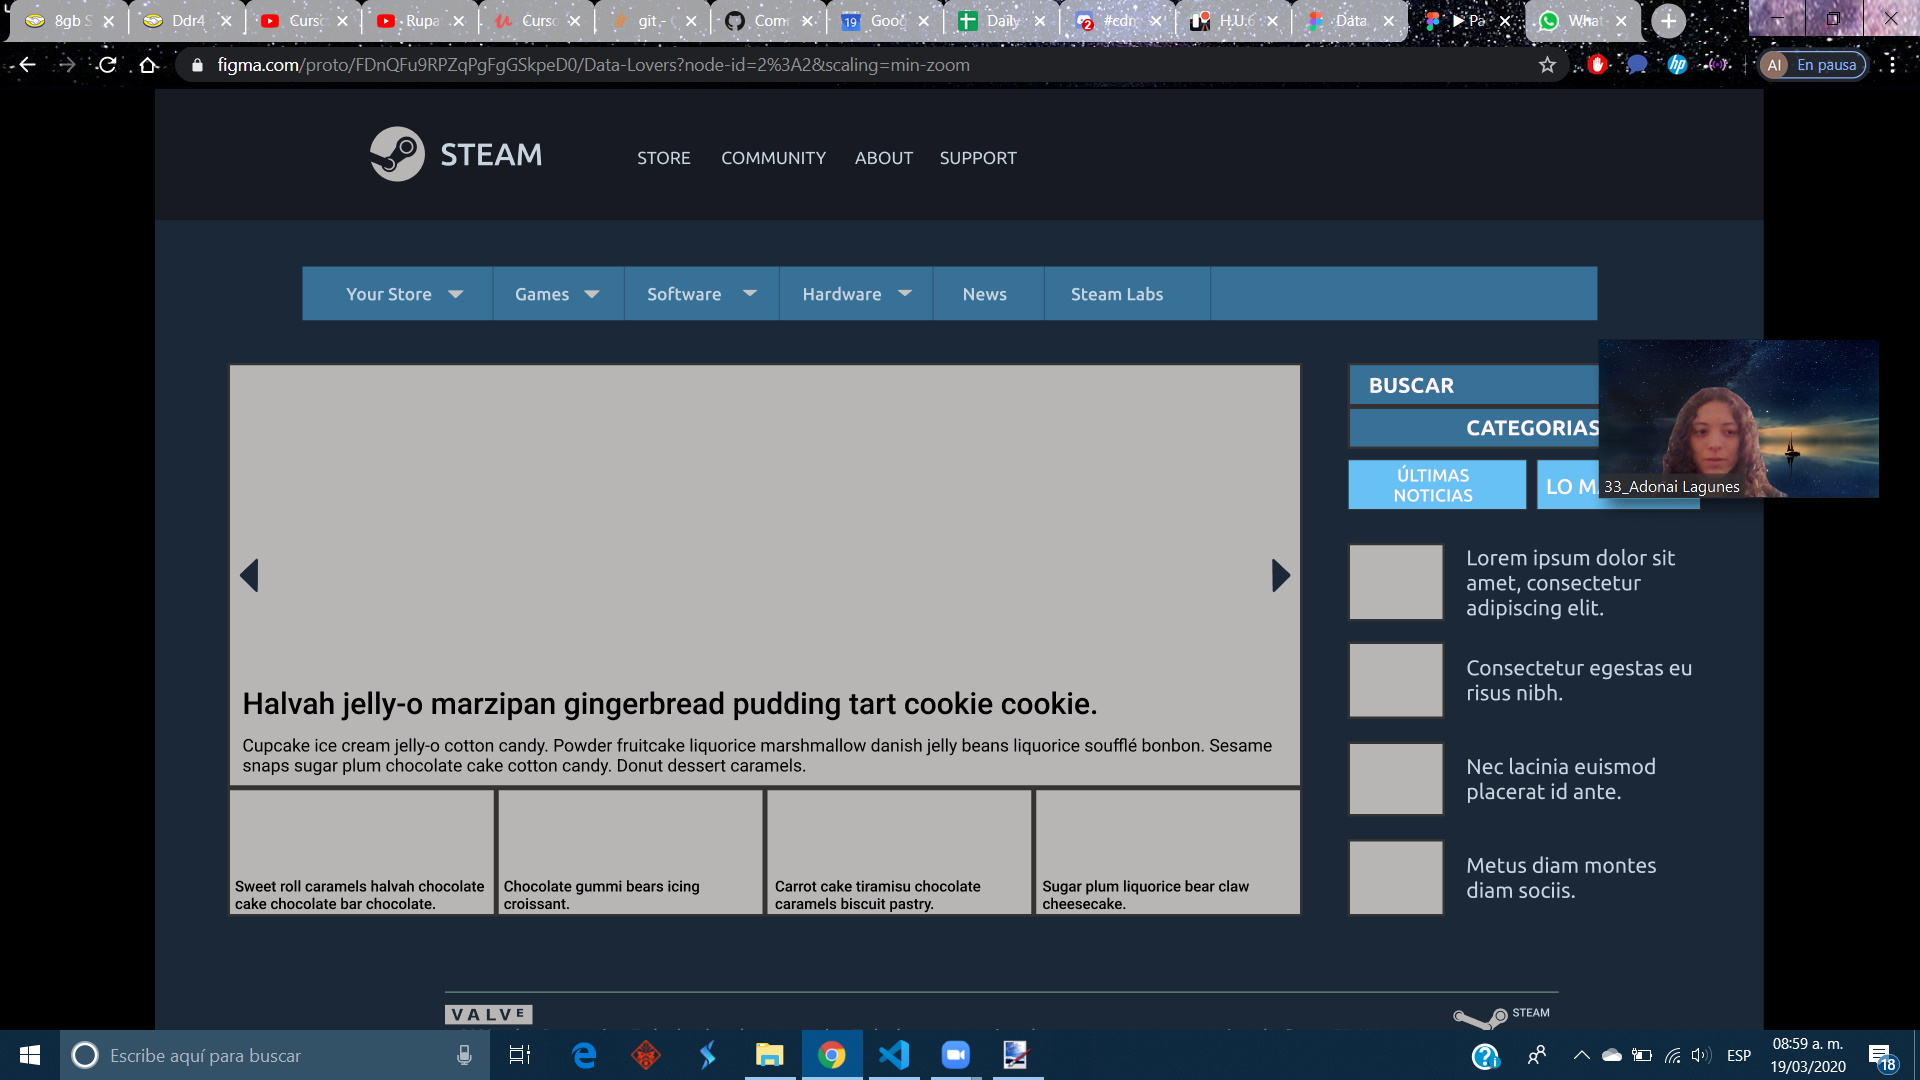 8gb S
Ddr4
Curso
Rupa
Curso
git -
Com
Goog
Daily
#cdm
H.U.6
Data
Pa
What
figma.com/proto/FDnQFu9RPZqPgFgGSkpeD0/Data-Lovers?node-id=2%3A2&scaling=min-zoom
AI En pausa
STEAM
STORE COMMUNITY ABOUT SUPPORT
Your Store Games Software Hardware News Steam Labs
BUSCAR
CATEGORIAS
ÚLTIMAS
NOTICIAS
LO M
33_Adonai Lagunes
Lorem ipsum dolor sit
amet, consectetur
adipiscing elit.
Consectetur egestas eu
risus nibh.
Nec lacinia euismod
placerat id ante.
Metus diam montes
diam sociis.
Halvah jelly-o marzipan gingerbread pudding tart cookie cookie.
Cupcake ice cream jelly-o cotton candy. Powder fruitcake liquorice marshmallow danish jelly beans liquorice soufflé bonbon. Sesame
snaps sugar plum chocolate cake cotton candy. Donut dessert caramels.
Sweet roll caramels halvah chocolate
cake chocolate bar chocolate.
Chocolate gummi bears icing
croissant.
Carrot cake tiramisu chocolate
caramels biscuit pastry.
Sugar plum liquorice bear claw
cheesecake.
VALVE
STEAM
Escribe aquí para buscar
ESP
08:59 a. m.
19/03/2020
18